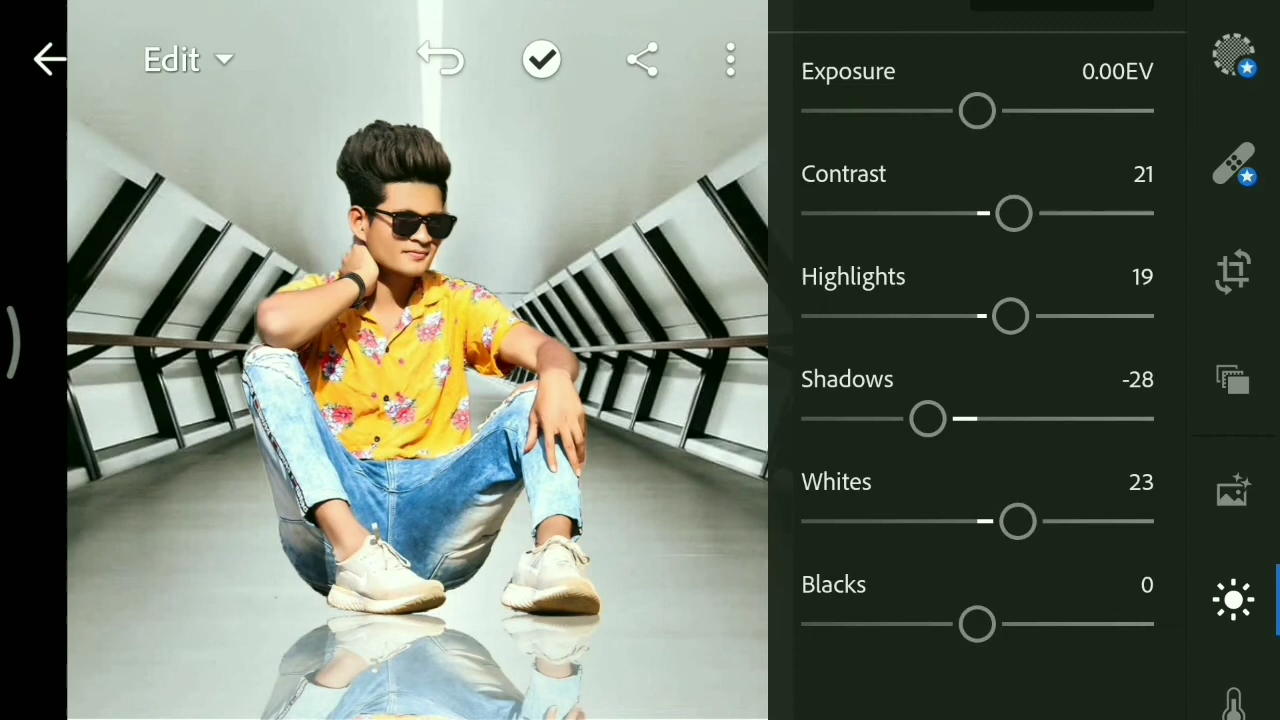 Edit
Exposure 0.00EV
Contrast 21
Highlights 19
Shadows -28
Whites 23
Blacks 0